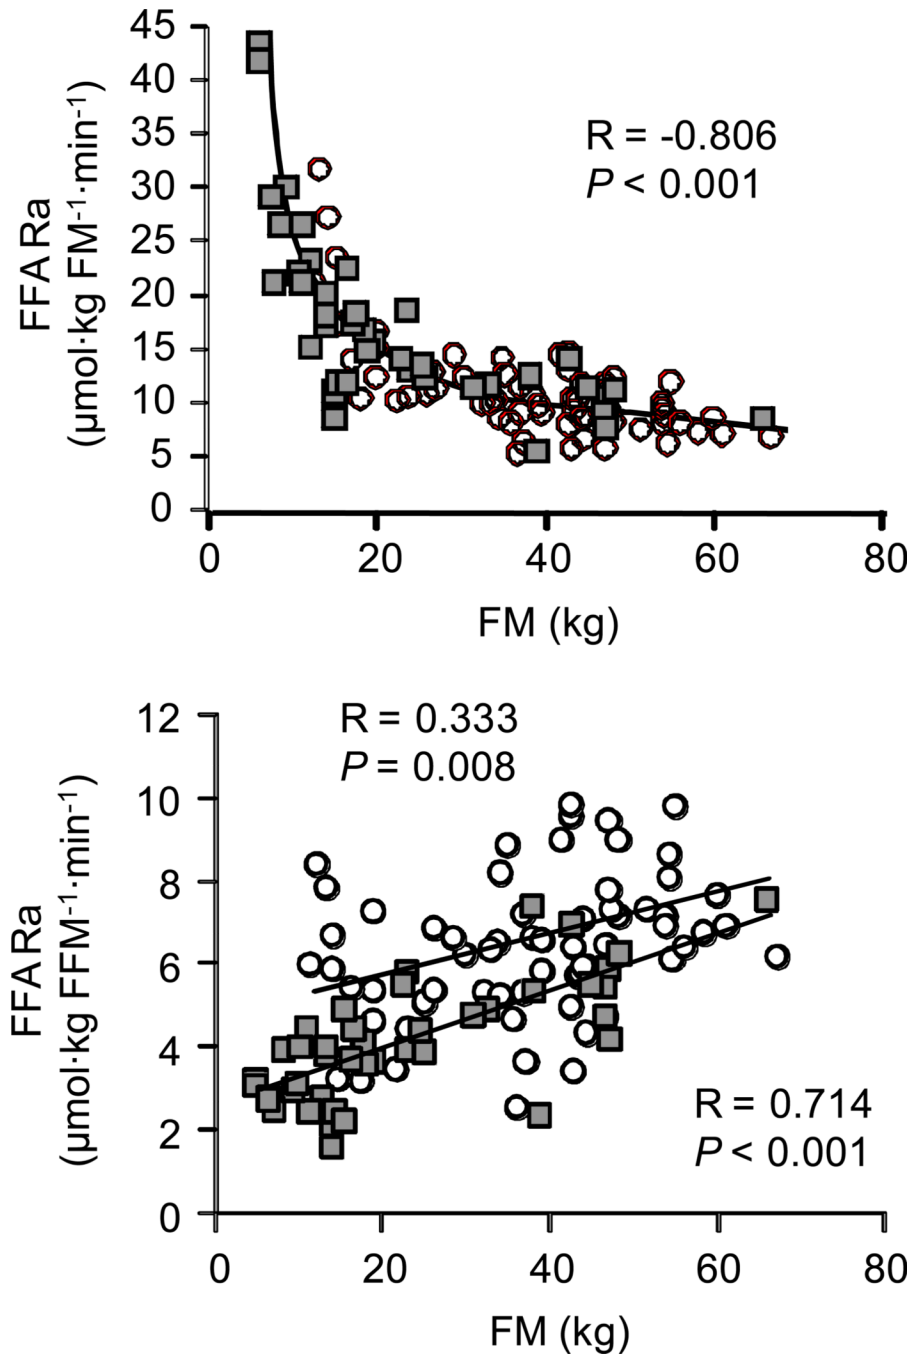 FFA Ra
(µmol·kg FM⁻¹·min⁻¹)
45
40
35
30
25
20
15
10
5
0
R = -0.806
P < 0.001
0 20 40 60 80
FM (kg)
FFA Ra
(µmol·kg FFM⁻¹·min⁻¹)
12
10
8
6
4
2
0
R = 0.333
P = 0.008
R = 0.714
P < 0.001
0 20 40 60 80
FM (kg)